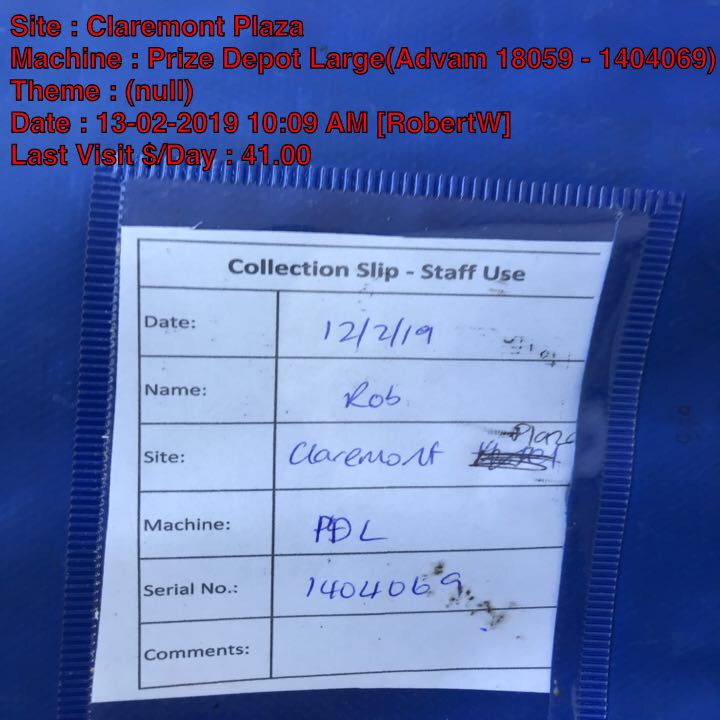 Site : Claremont Plaza
Machine : Prize Depot Large(Advam 18059 - 1404069)
Theme : (null)
Date : 13-02-2019 10:09 AM [RobertW]
Last Visit $/Day : 41.00
Collection Slip - Staff Use
Date: 12/2/19
Name: Rob
Site: Claremont Plaza
Machine: PDL
Serial No.: 1404069
Comments: